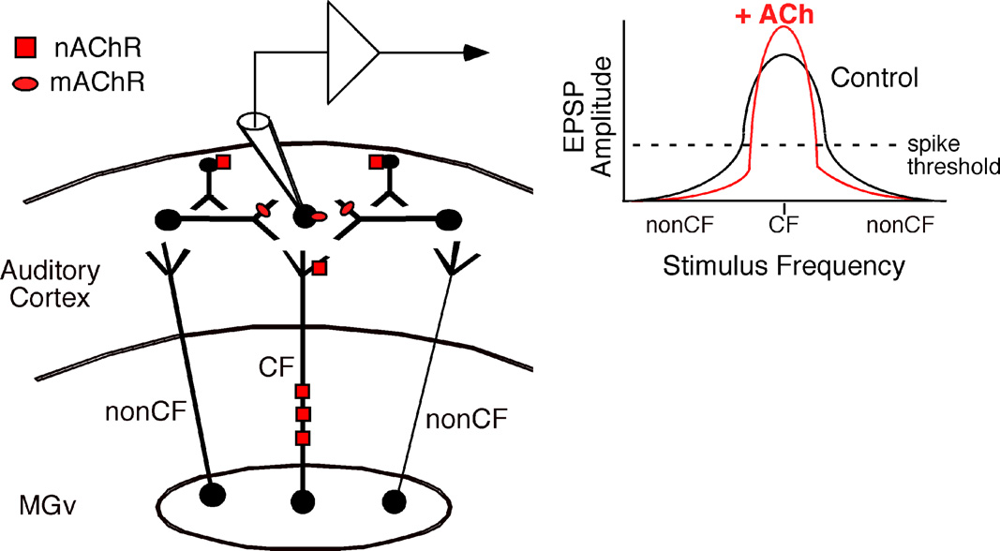 nAChR
mAChR
Auditory
Cortex
CF
nonCF
nonCF
MGv
+ ACh
Control
EPSP
Amplitude
spike
threshold
nonCF
CF
nonCF
Stimulus Frequency